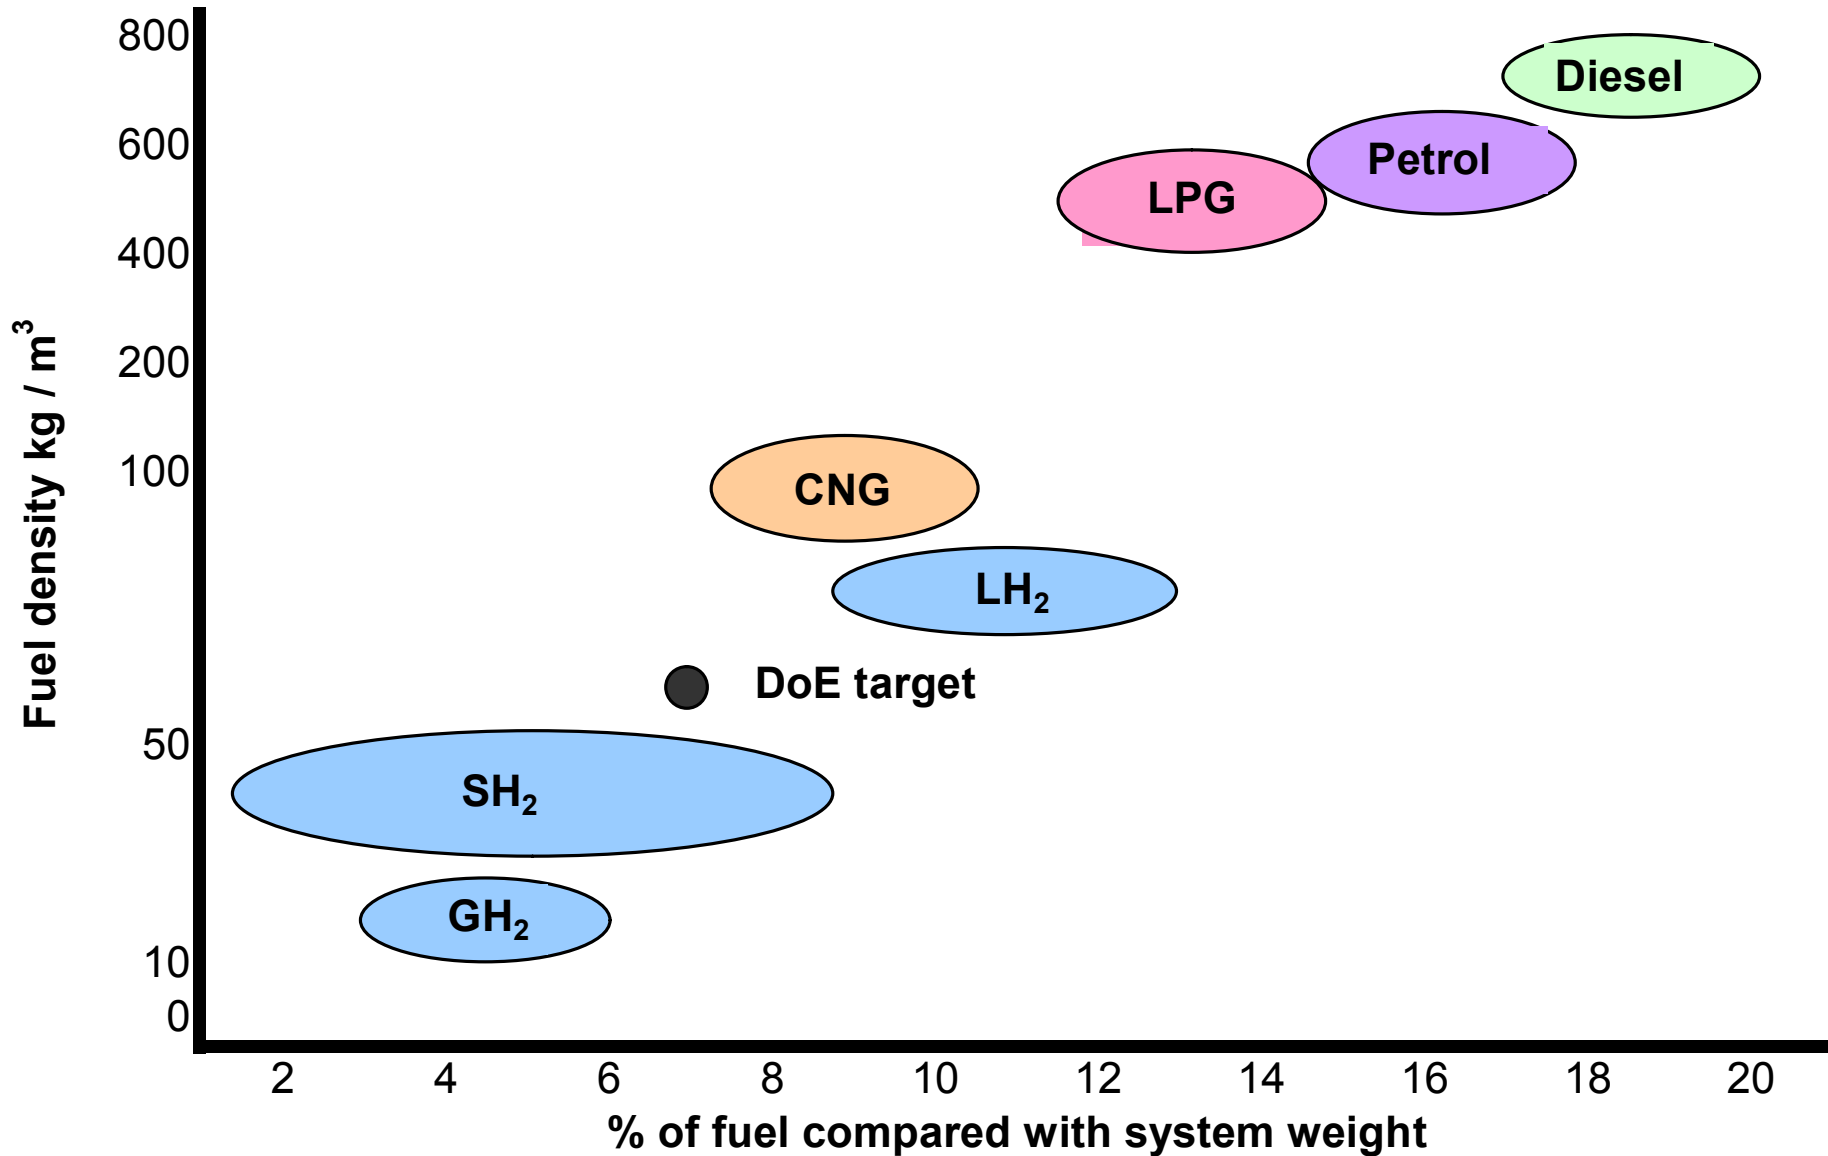 800
600
400
200
100
50
10
0
Fuel density kg / m³
Diesel
Petrol
LPG
CNG
LH₂
DoE target
SH₂
GH₂
2 4 6 8 10 12 14 16 18 20
% of fuel compared with system weight